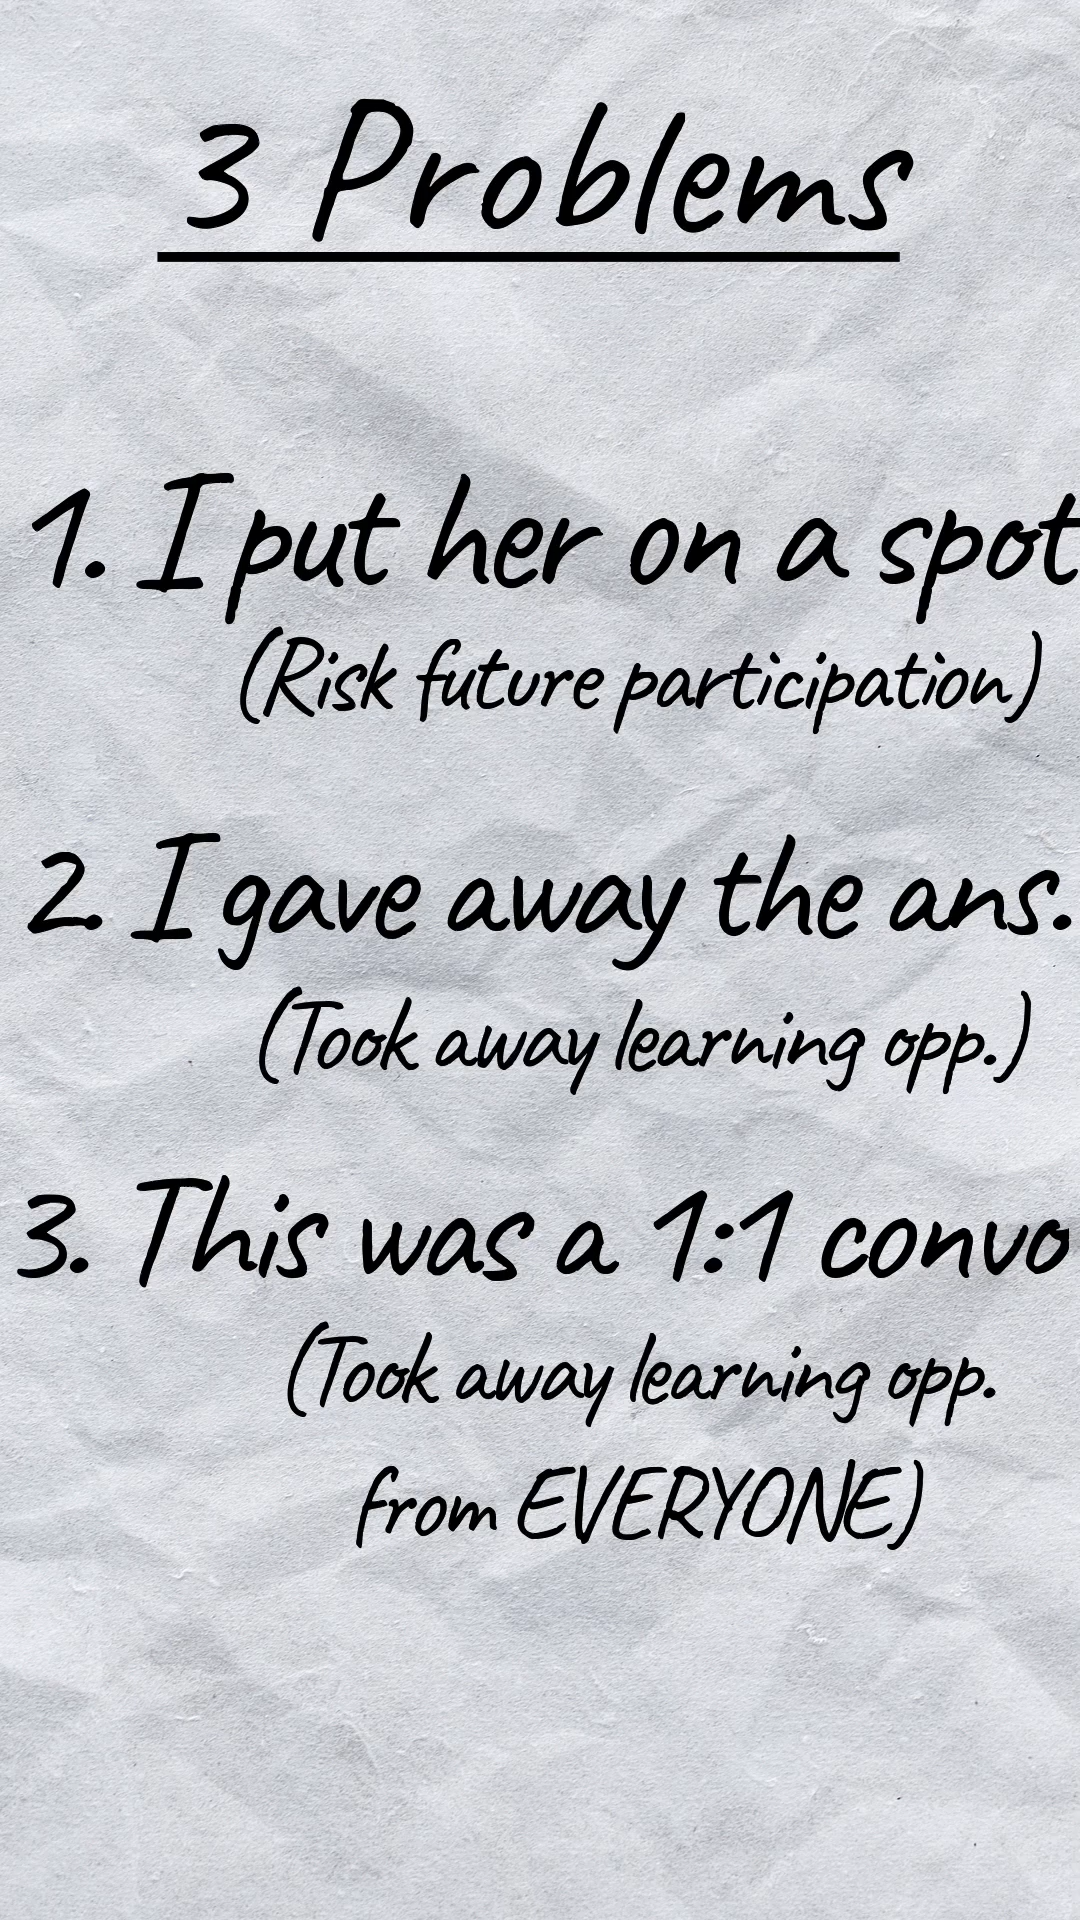 3 Problems
1. I put her on a spot
(Risk future participation)
2. I gave away the ans.
(Took away learning opp.)
3. This was a 1:1 convo
(Took away learning opp.
from EVERYONE)